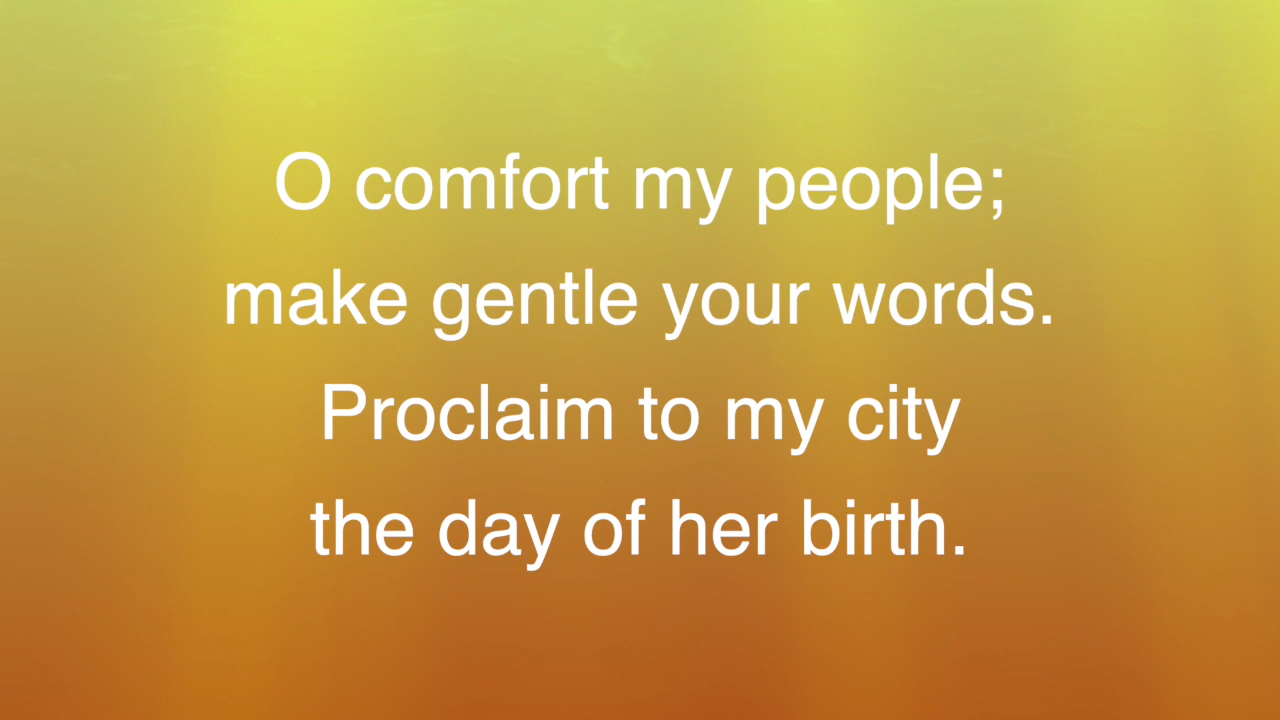 O comfort my people;
make gentle your words.
Proclaim to my city
the day of her birth.